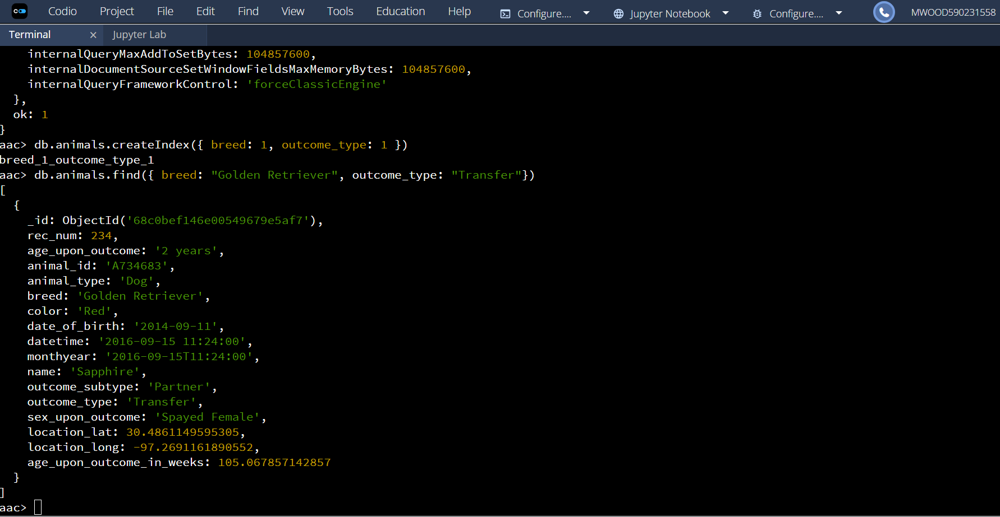 Codio Project File Edit Find View Tools Education Help Configure.... Jupyter Notebook Configure.... MWOOD590231558
Terminal × Jupyter Lab
internalQueryMaxAddToSetBytes: 104857600,
internalDocumentSourceSetWindowFieldsMaxMemoryBytes: 104857600,
internalQueryFrameworkControl: 'forceClassicEngine'
},
ok: 1
}
aac> db.animals.createIndex({ breed: 1, outcome_type: 1 })
breed_1_outcome_type_1
aac> db.animals.find({ breed: "Golden Retriever", outcome_type: "Transfer"})
[
{
_id: ObjectId('68c0bef146e00549679e5af7'),
rec_num: 234,
age_upon_outcome: '2 years',
animal_id: 'A734683',
animal_type: 'Dog',
breed: 'Golden Retriever',
color: 'Red',
date_of_birth: '2014-09-11',
datetime: '2016-09-15 11:24:00',
monthyear: '2016-09-15T11:24:00',
name: 'Sapphire',
outcome_subtype: 'Partner',
outcome_type: 'Transfer',
sex_upon_outcome: 'Spayed Female',
location_lat: 30.4861149595305,
location_long: -97.2691161890552,
age_upon_outcome_in_weeks: 105.067857142857
}
]
aac>